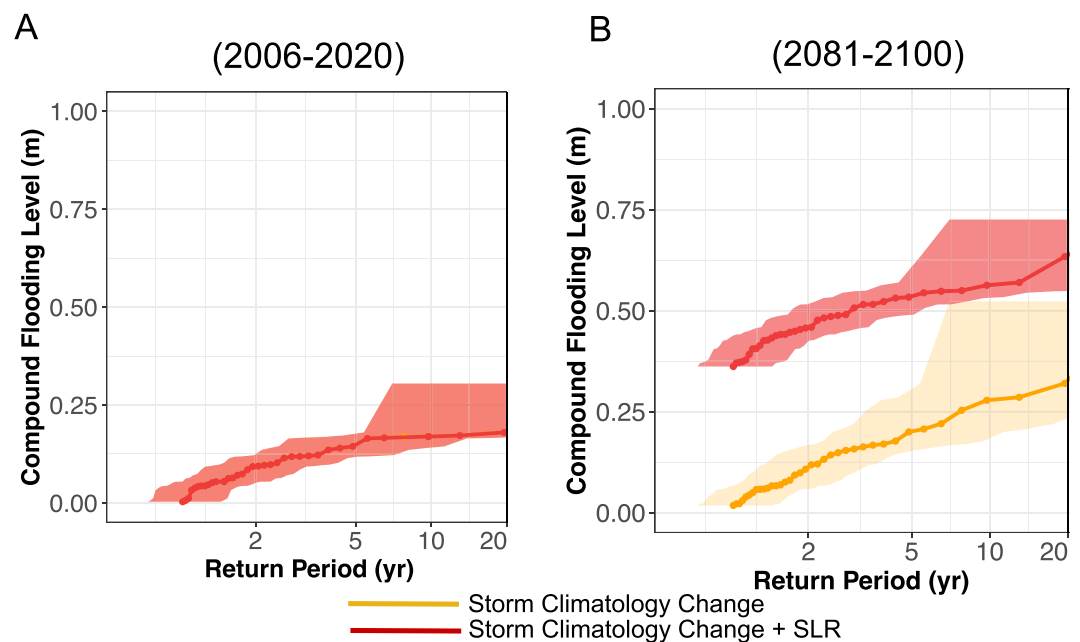 A
(2006-2020)
Compound Flooding Level (m)
1.00
0.75
0.50
0.25
0.00
2
5
10
20
Return Period (yr)
B
(2081-2100)
Compound Flooding Level (m)
1.00
0.75
0.50
0.25
0.00
2
5
10
20
Return Period (yr)
Storm Climatology Change
Storm Climatology Change + SLR